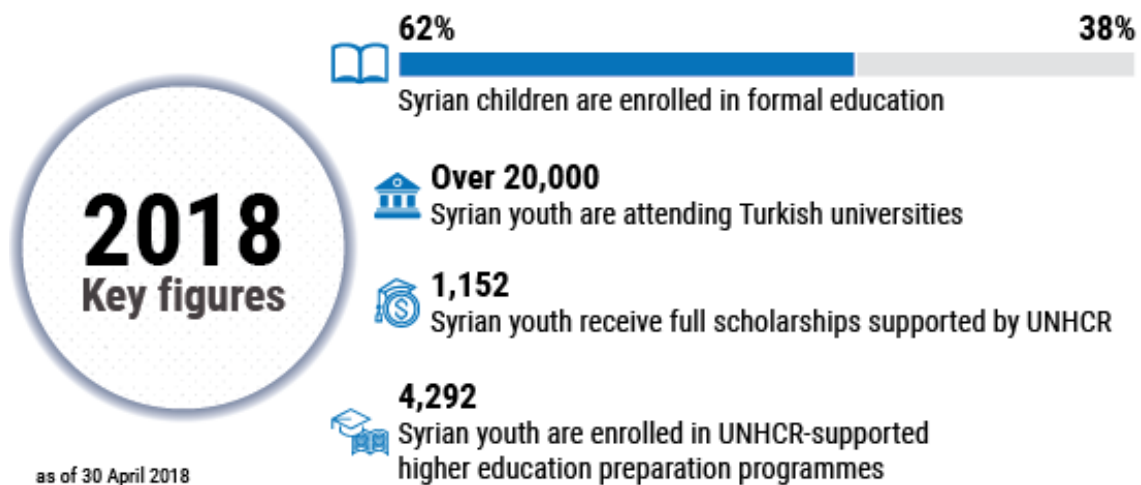 62% 38%
Syrian children are enrolled in formal education
2018
Key figures
Over 20,000
Syrian youth are attending Turkish universities
1,152
Syrian youth receive full scholarships supported by UNHCR
4,292
Syrian youth are enrolled in UNHCR-supported
higher education preparation programmes
as of 30 April 2018